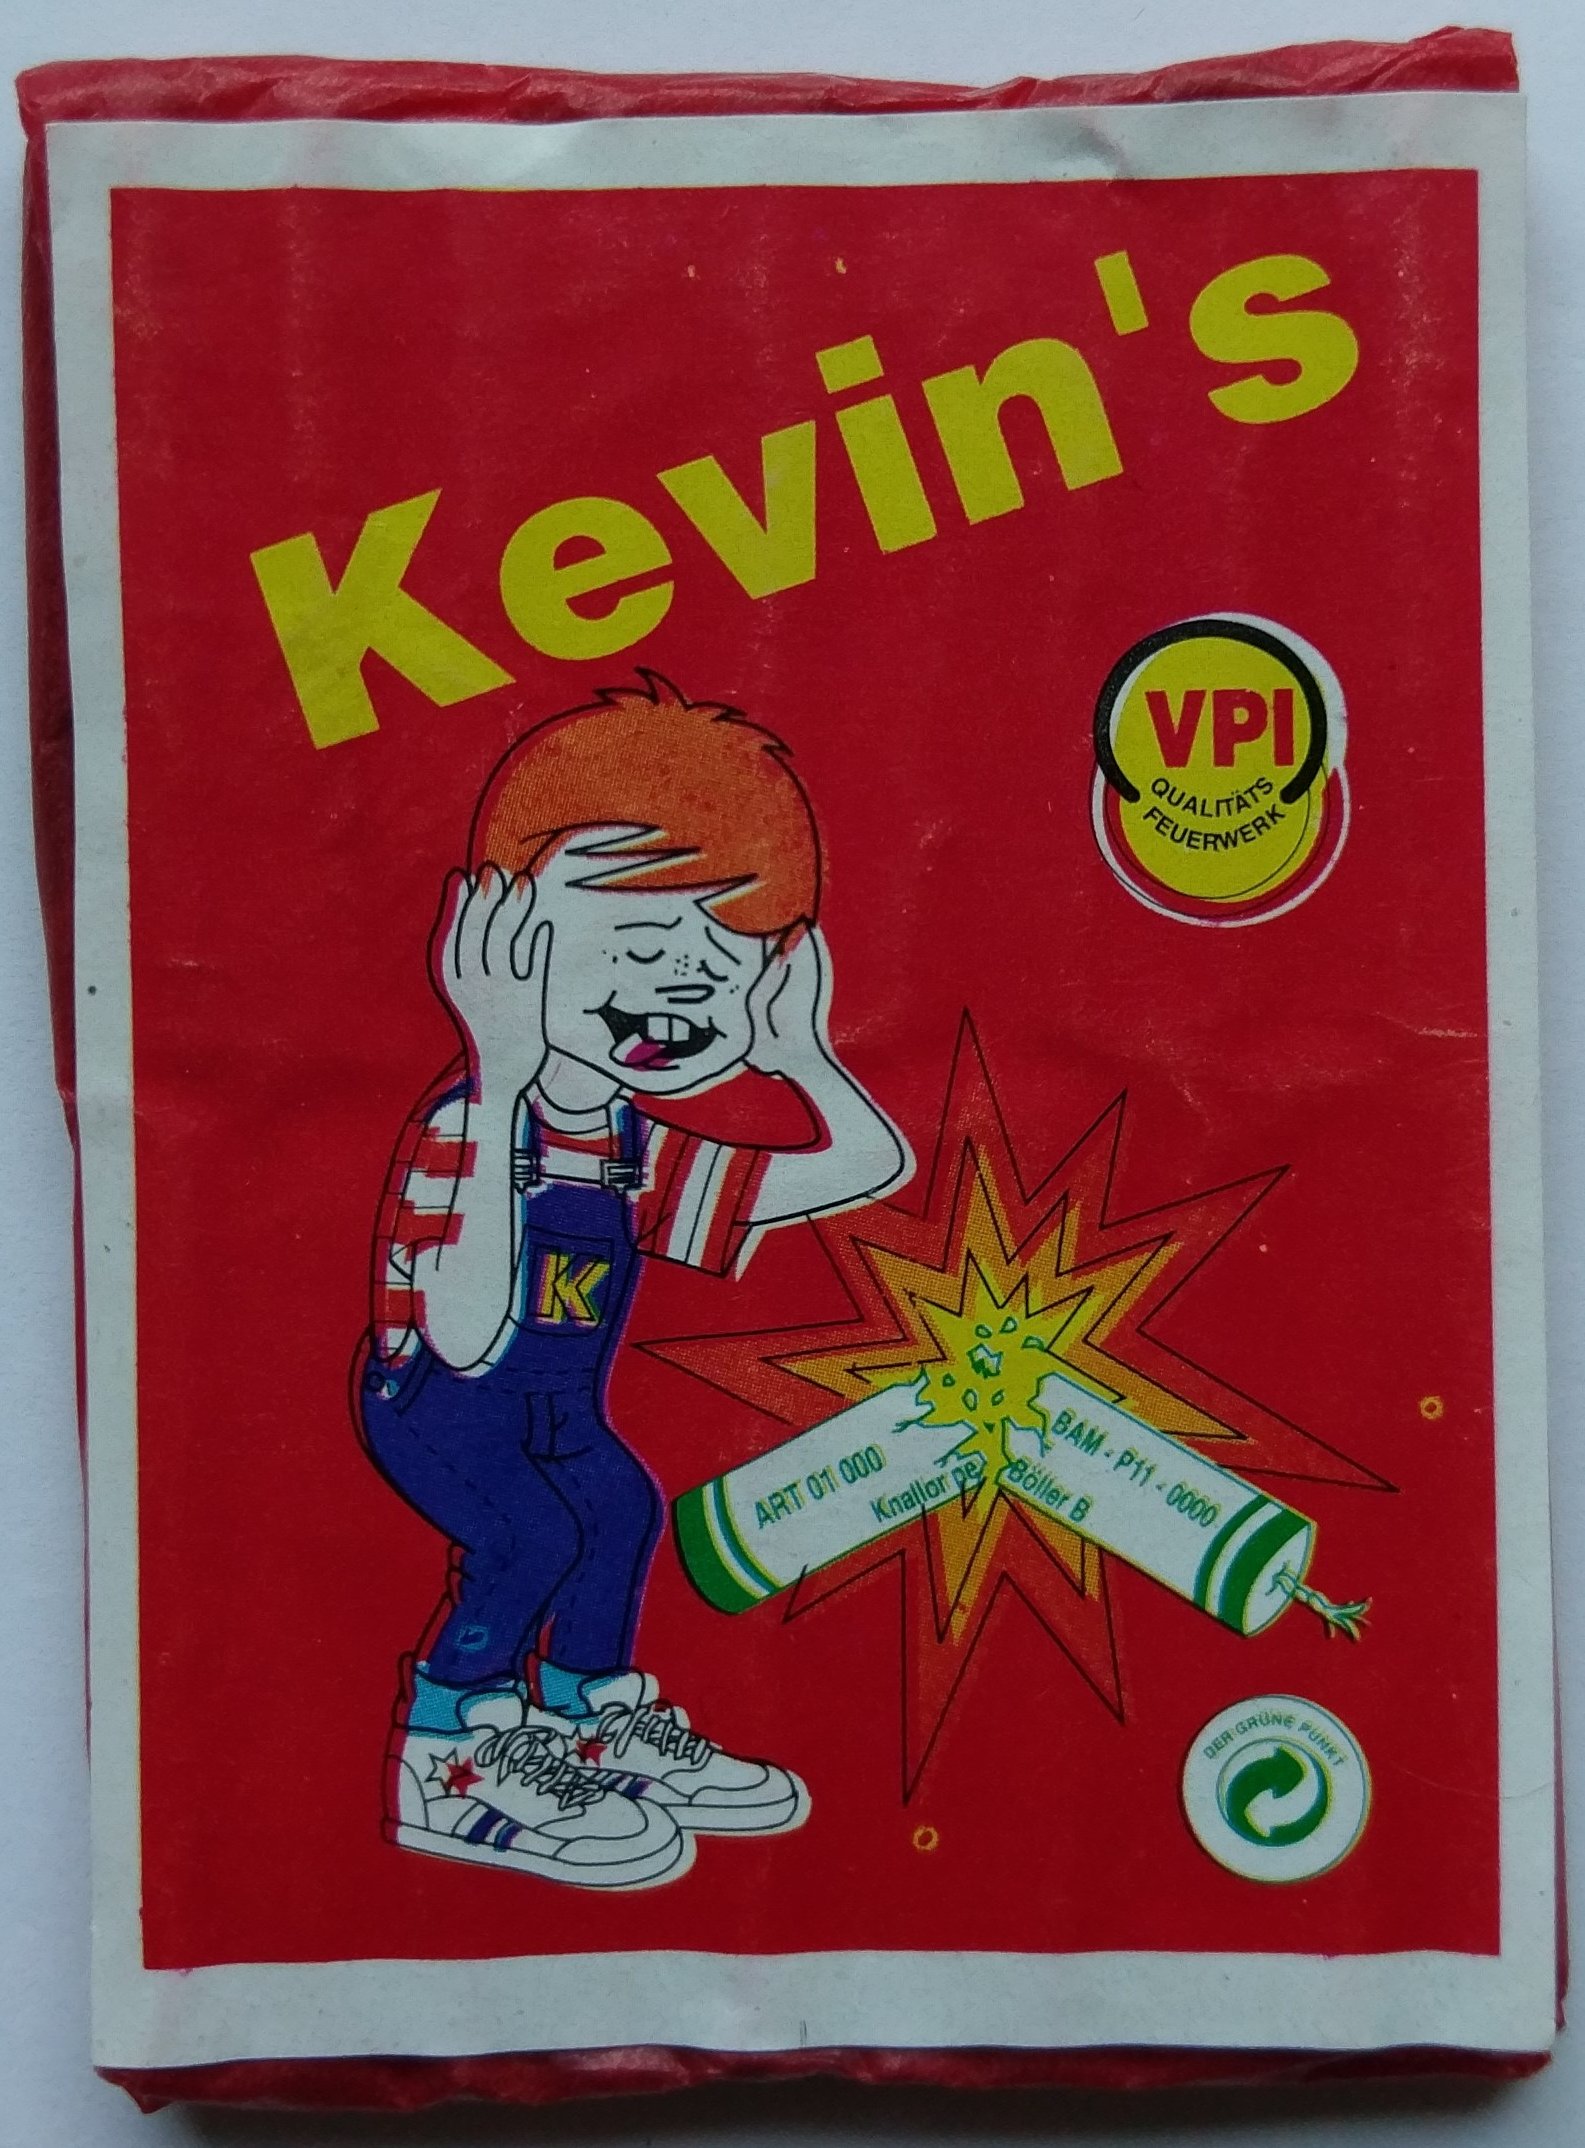 Kevin's
VPI
QUALITÄTS
FEUERWERK
K
ART 01 000
Knallor pe
BAM - P11 - 0000
Böller B
DER GRÜNE PUNKT